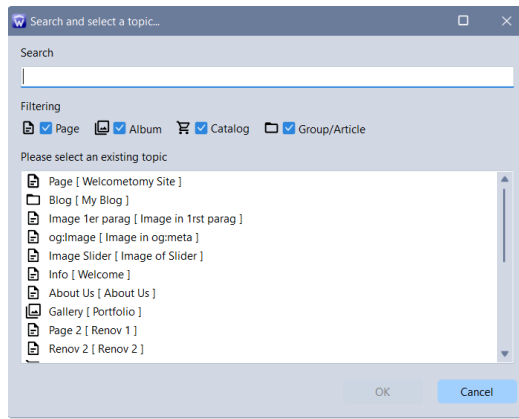 Search and select a topic...
Search
Filtering
Page Album Catalog Group/Article
Please select an existing topic
Page [ Welcometomy Site ]
Blog [ My Blog ]
Image 1er parag [ Image in 1rst parag ]
og:Image [ Image in og:meta ]
Image Slider [ Image of Slider ]
Info [ Welcome ]
About Us [ About Us ]
Gallery [ Portfolio ]
Page 2 [ Renov 1 ]
Renov 2 [ Renov 2 ]
OK Cancel